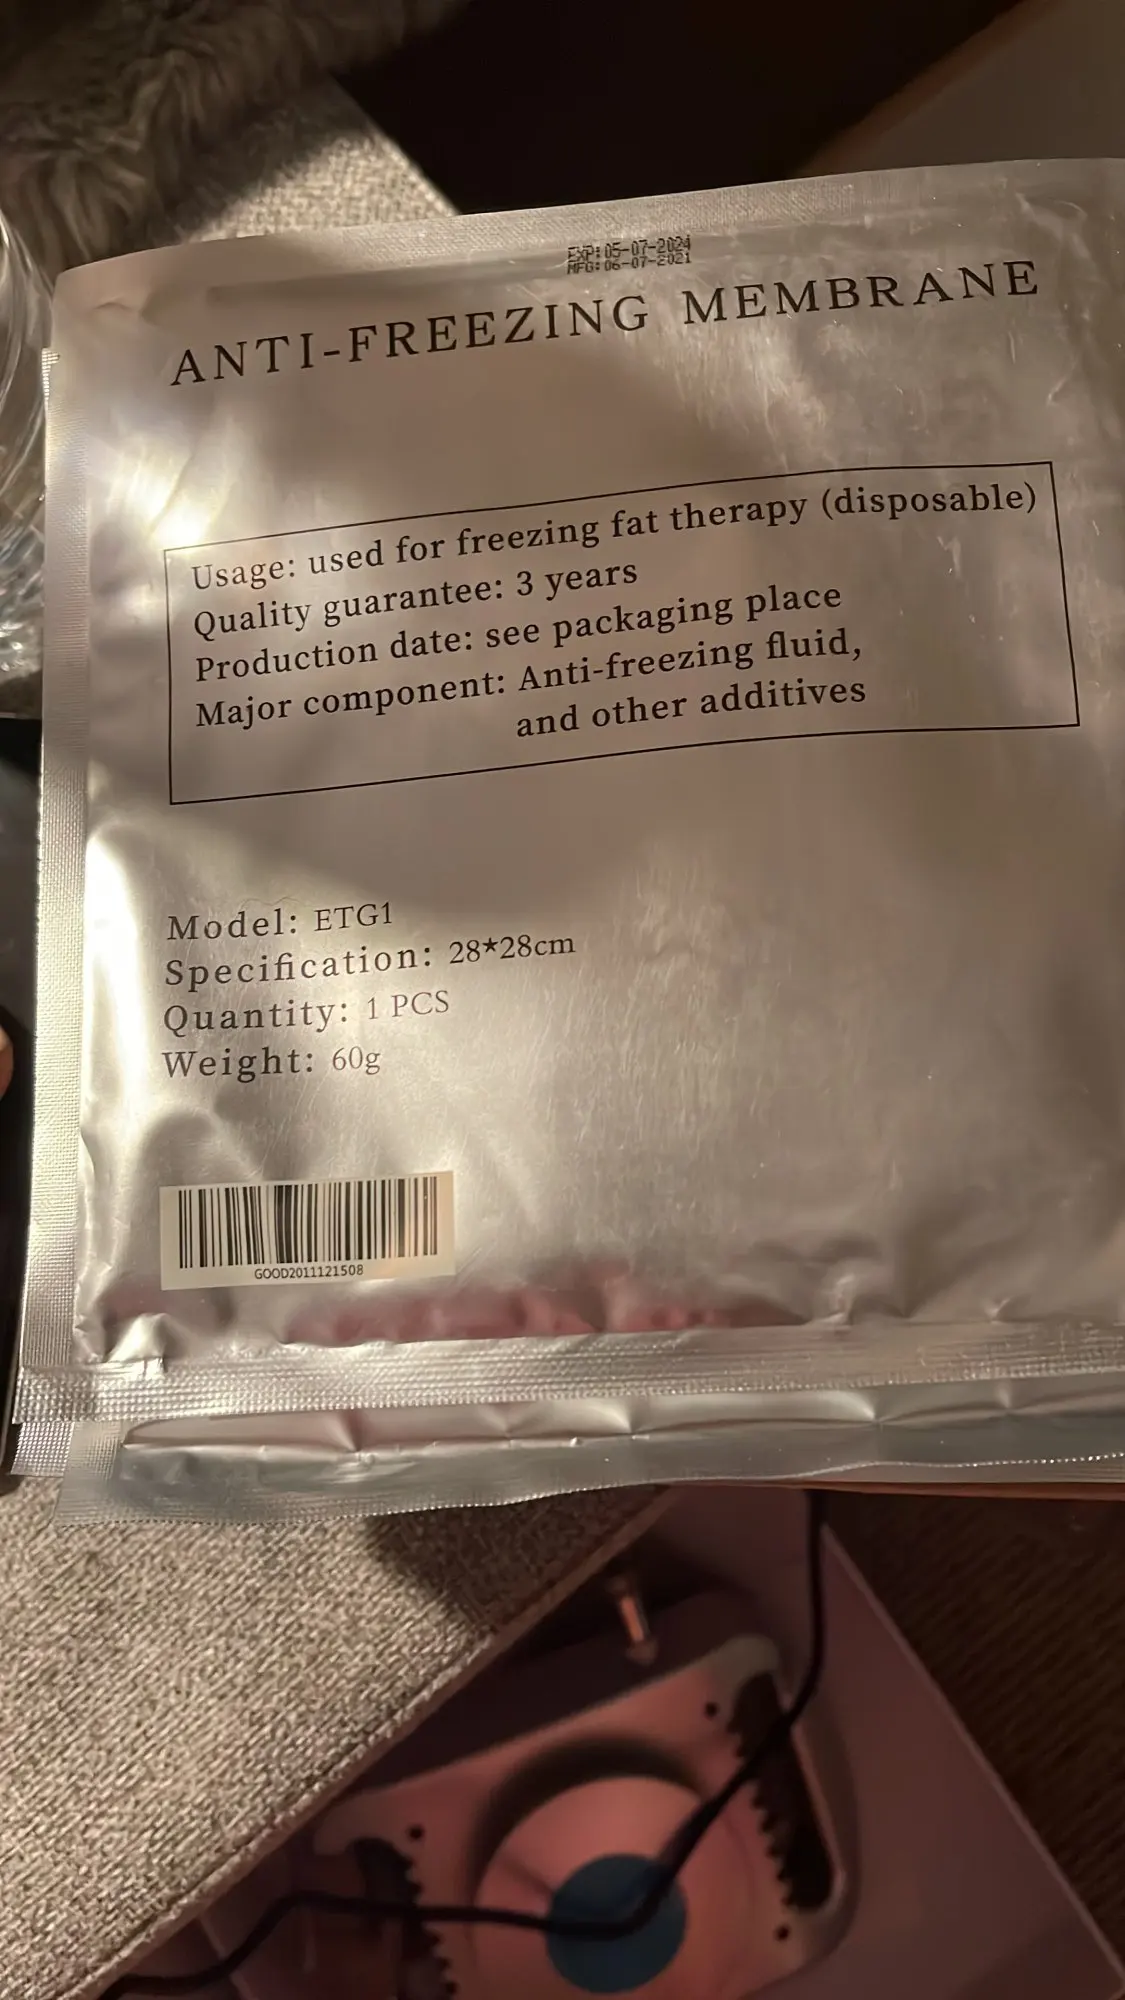 EXP: 05-07-2024
MFG: 06-07-2021
ANTI-FREEZING MEMBRANE
Usage: used for freezing fat therapy (disposable)
Quality guarantee: 3 years
Production date: see packaging place
Major component: Anti-freezing fluid,
and other additives
Model: ETG1
Specification: 28*28cm
Quantity: 1 PCS
Weight: 60g
GOOD2011121508